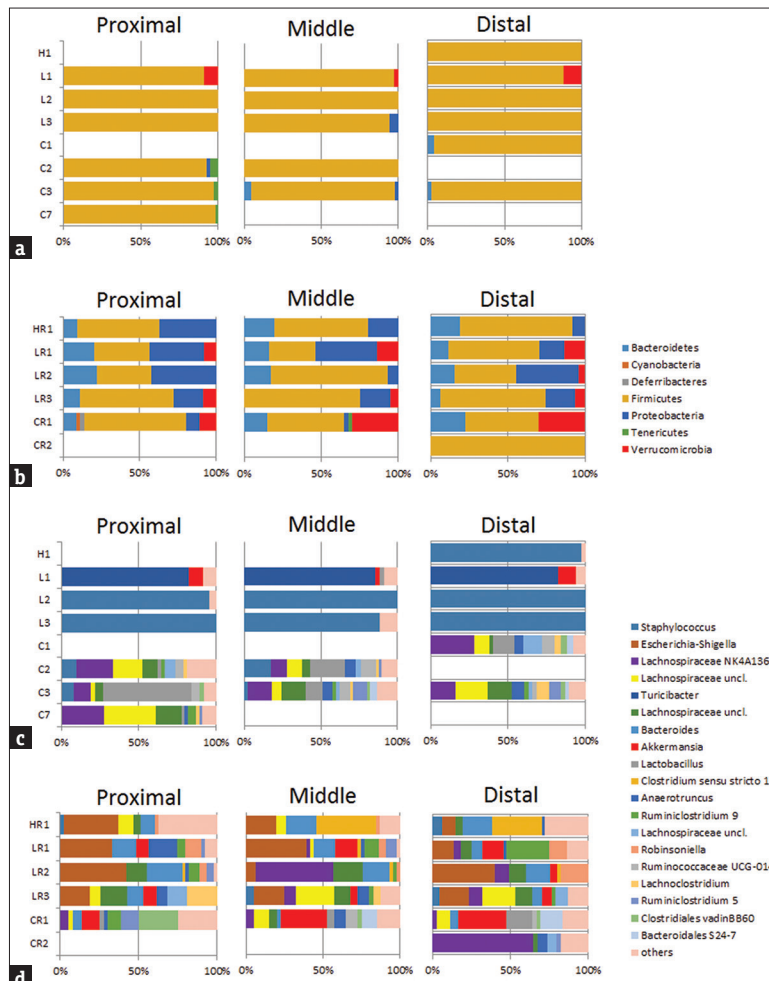 Proximal Middle Distal
H1
L1
L2
L3
C1
C2
C3
C7
0% 50% 100% 0% 50% 100% 0% 50% 100%
a
Proximal Middle Distal
HR1
LR1
LR2
LR3
CR1
CR2
0% 50% 100% 0% 50% 100% 0% 50% 100%
b
Bacteroidetes
Cyanobacteria
Deferribacteres
Firmicutes
Proteobacteria
Tenericutes
Verrucomicrobia
Proximal Middle Distal
H1
L1
L2
L3
C1
C2
C3
C7
0% 50% 100% 0% 50% 100% 0% 50% 100%
c
Proximal Middle Distal
HR1
LR1
LR2
LR3
CR1
CR2
0% 50% 100% 0% 50% 100% 0% 50% 100%
d
Staphylococcus
Escherichia-Shigella
Lachnospiraceae NK4A136
Lachnospiraceae uncl.
Turicibacter
Lachnospiraceae uncl.
Bacteroides
Akkermansia
Lactobacillus
Clostridium sensu stricto 1
Anaerotruncus
Ruminiclostridium 9
Lachnospiraceae uncl.
Robinsoniella
Ruminococcaceae
Lachnoclostridium
Ruminiclostridium 5
Clostridiales vadinBB60
Bacteroidales S24-7
others